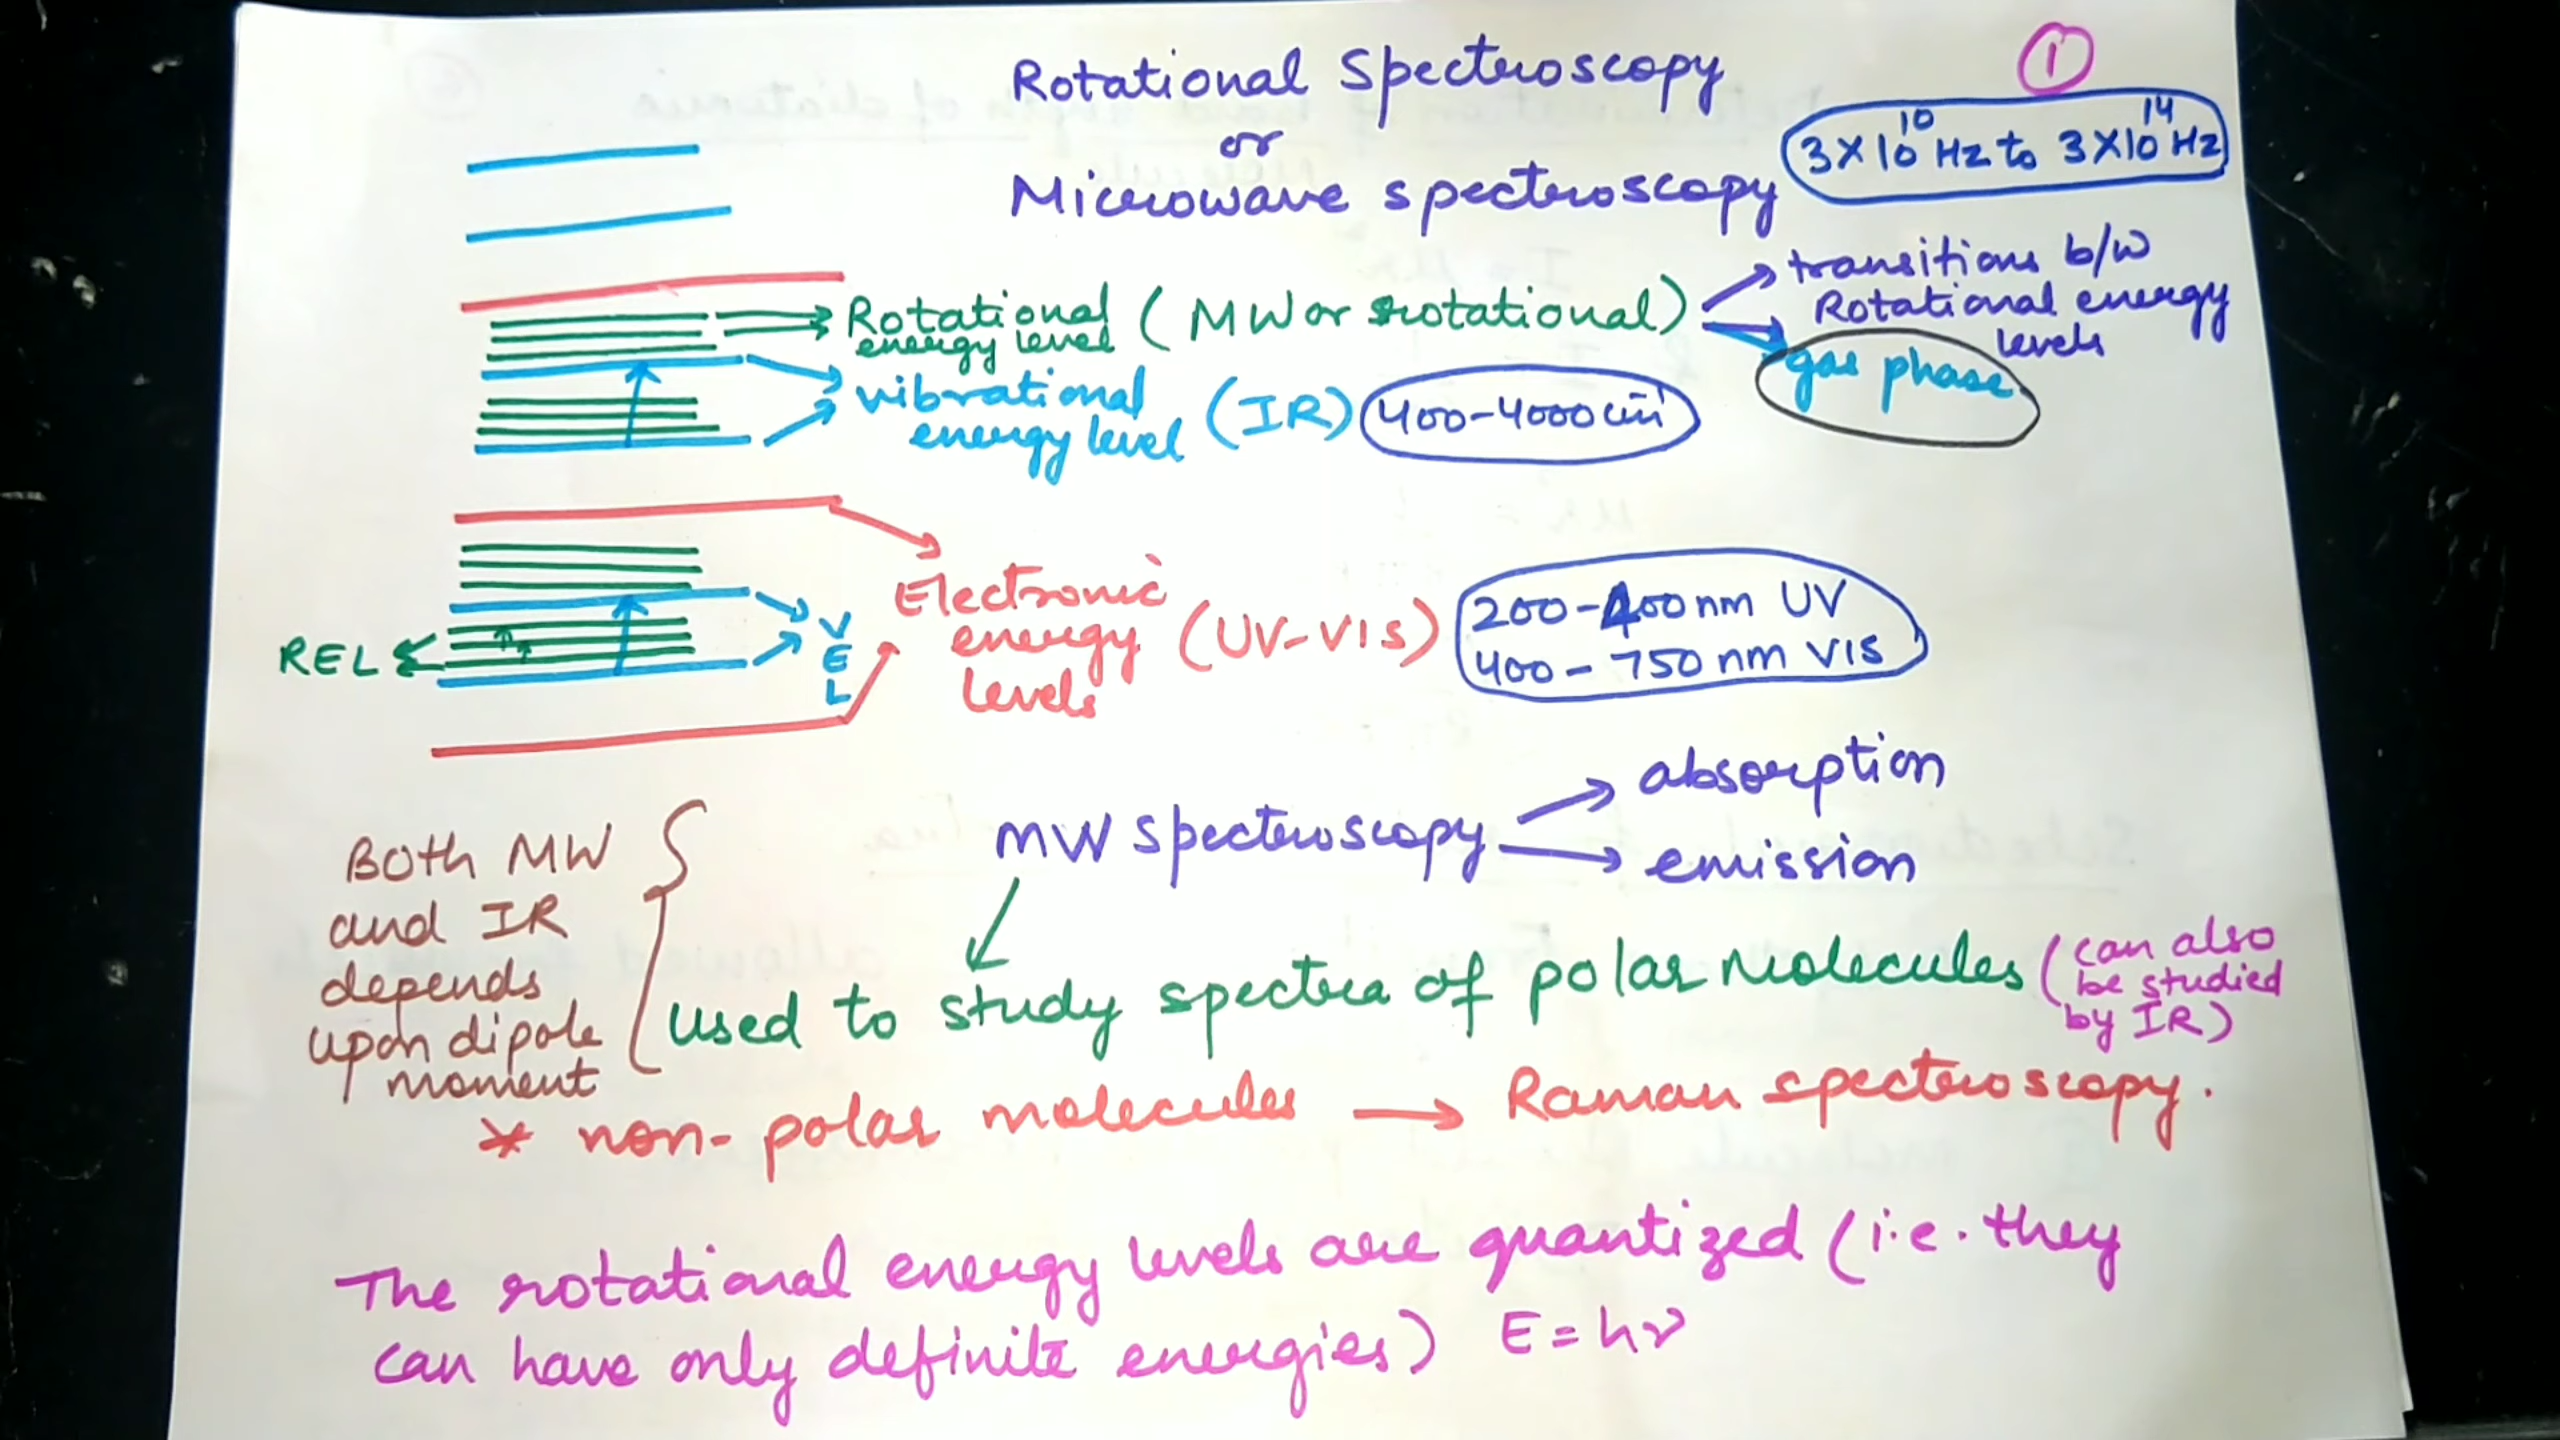 1
Rotational Spectroscopy
or
Microwave spectroscopy
3×10¹⁰ Hz to 3×10¹⁴ Hz
Rotational energy level (MW or rotational)
transitions b/w
Rotational energy
levels
gas phase
vibrational
energy level (IR) 400-4000 cm⁻¹
Electronic
energy
levels
(UV-VIS)
200-400 nm UV
400-750 nm VIS
REL
VEL
MW spectroscopy
absorption
emission
Both MW
and IR
depends
upon dipole
moment
used to study spectra of polar molecules (can also
be studied
by IR)
* non-polar molecules → Raman spectroscopy.
The rotational energy levels are quantized (i.e. they
can have only definite energies) E = hν